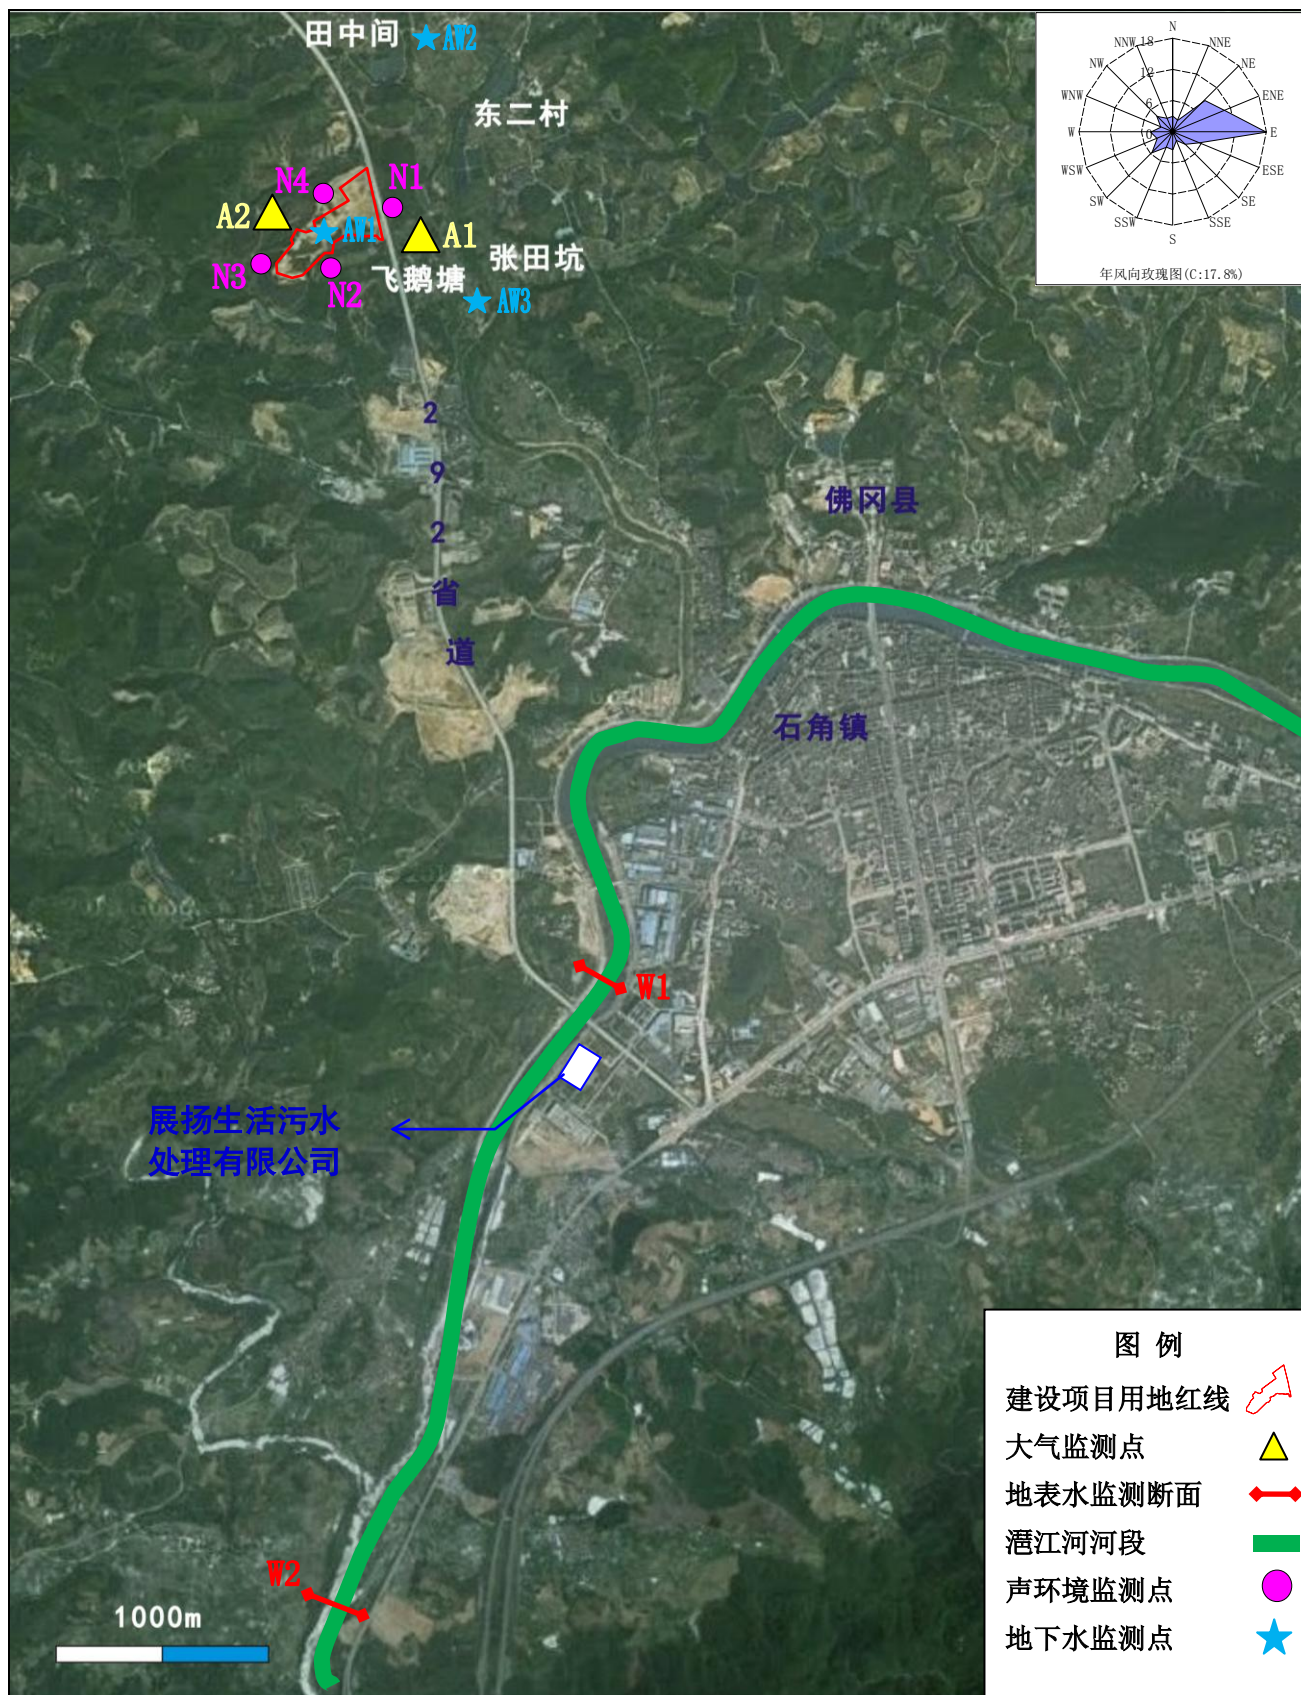 田中间
AW2
东二村
N4
N1
A2
AW1
A1
张田坑
N3
N2
飞鹅塘
AW3
N
NNE
NE
ENE
E
ESE
SE
SSE
S
SSW
SW
WSW
W
WNW
NW
NNW
18
12
6
0
年风向玫瑰图(C:17.8%)
2
9
2
省
道
佛冈县
石角镇
W1
展扬生活污水
处理有限公司
W2
1000m
图 例
建设项目用地红线
大气监测点
地表水监测断面
潖江河河段
声环境监测点
地下水监测点